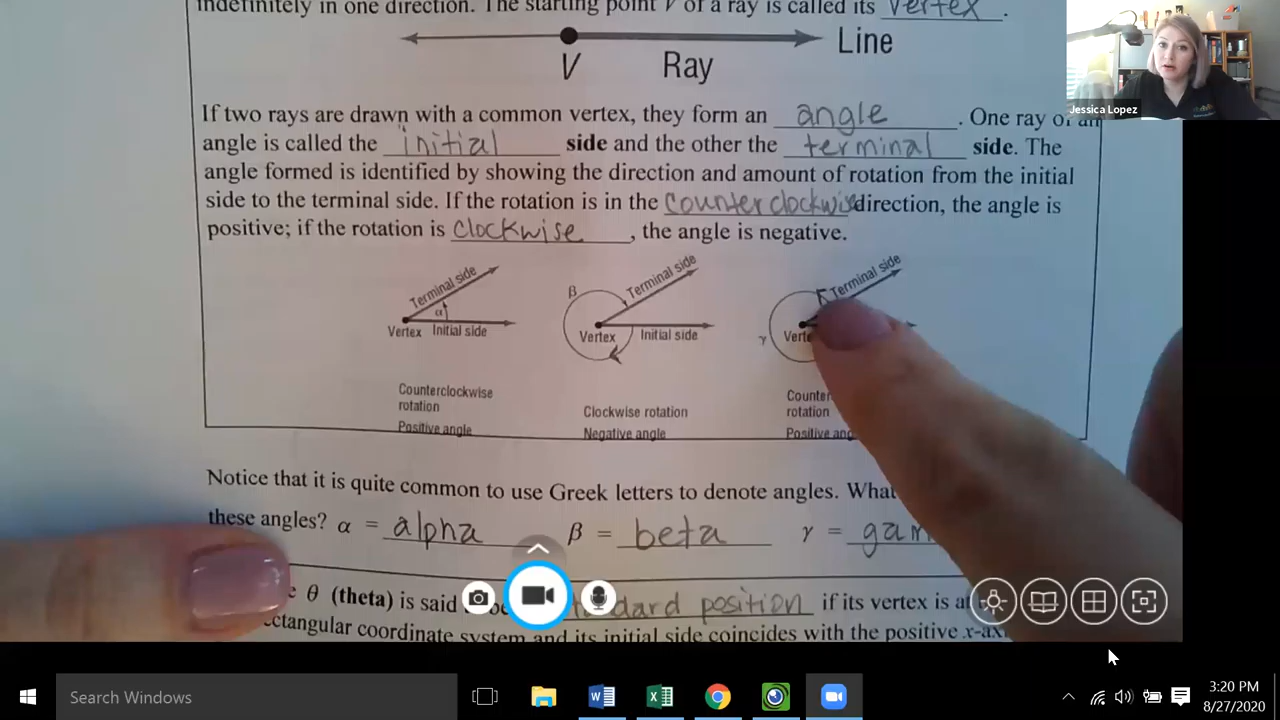 indefinitely in one direction. The starting point V of a ray is called its vertex.
Line
V Ray
Jessica Lopez
If two rays are drawn with a common vertex, they form an angle. One ray of an
angle is called the initial side and the other the terminal side. The
angle formed is identified by showing the direction and amount of rotation from the initial
side to the terminal side. If the rotation is in the counterclockwise direction, the angle is
positive; if the rotation is clockwise, the angle is negative.
Terminal side
α
Vertex Initial side
Counterclockwise
rotation
Positive angle
β
Terminal side
Vertex Initial side
Clockwise rotation
Negative angle
Terminal side
γ
rotation
Notice that it is quite common to use Greek letters to denote angles.
these angles? α = alpha β = beta γ =
θ (theta) is said position if its vertex is at
coordinate system and its initial side coincides with the positive
Search Windows
3:20 PM
8/27/2020